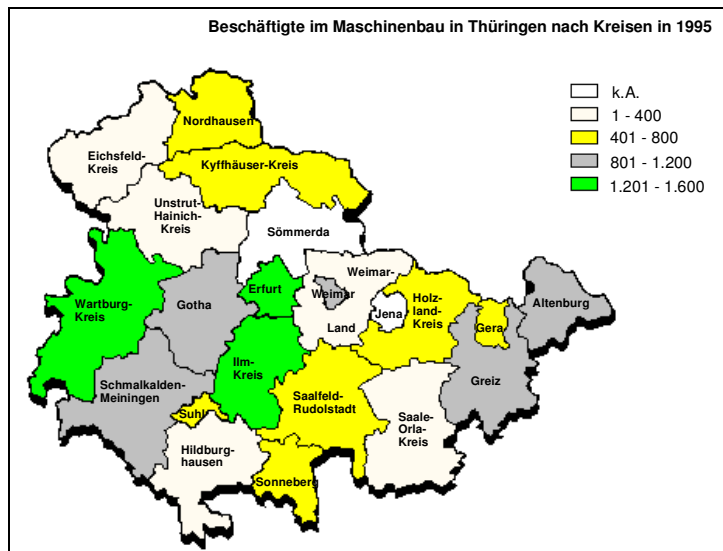 Beschäftigte im Maschinenbau in Thüringen nach Kreisen in 1995
k.A.
1 - 400
401 - 800
801 - 1.200
1.201 - 1.600
Nordhausen
Eichsfeld-
Kreis
Kyffhäuser-Kreis
Unstrut-
Hainich-
Kreis
Sömmerda
Weimar-
Land
Weimar
Erfurt
Gotha
Wartburg-
Kreis
Jena
Holz-
land-
Kreis
Gera
Altenburg
Greiz
Ilm-
Kreis
Schmalkalden-
Meiningen
Suhl
Saalfeld-
Rudolstadt
Saale-
Orla-
Kreis
Hildburg-
hausen
Sonneberg